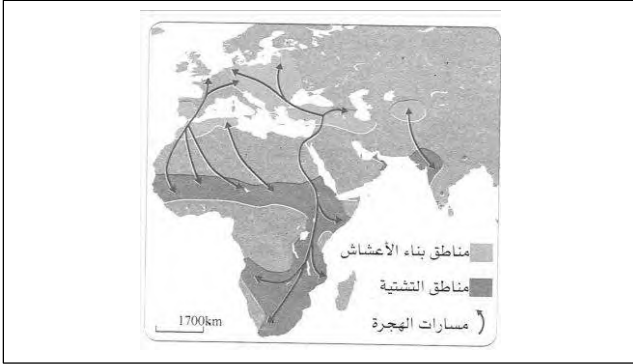 مناطق بناء الأعشاش
مناطق التشتية
مسارات الهجرة
1700km